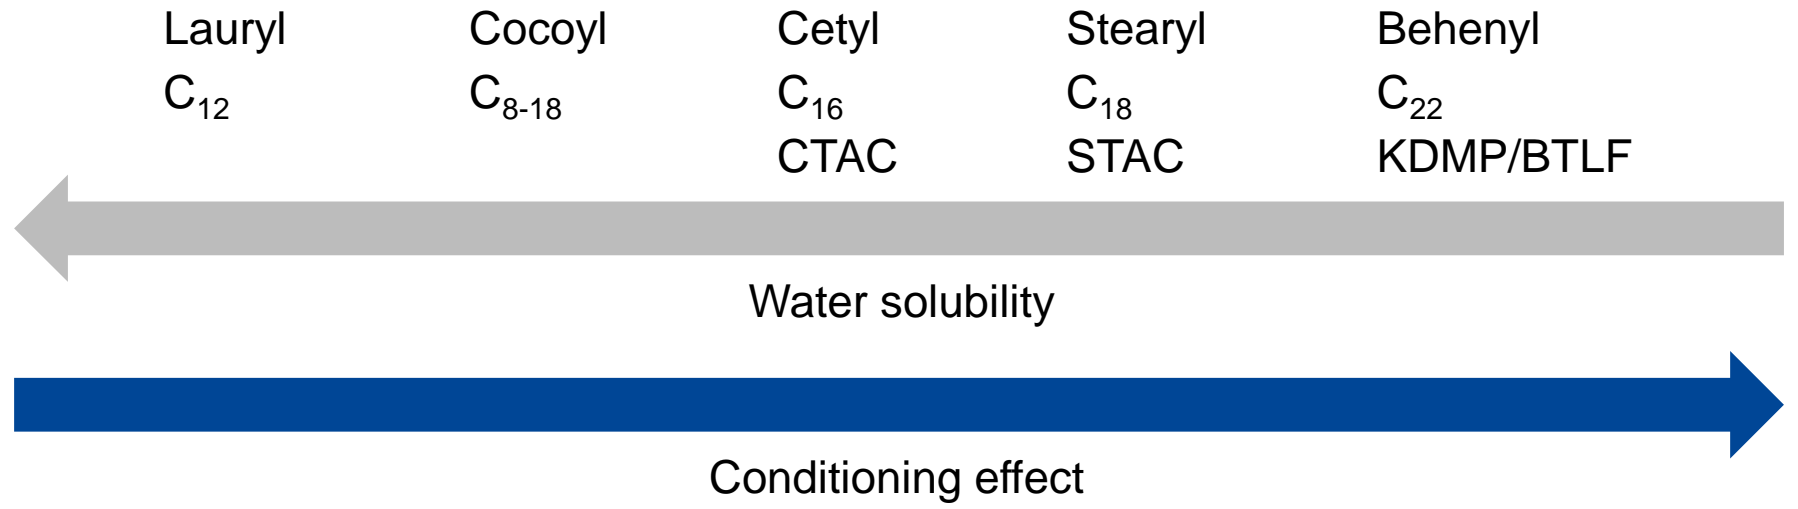 Lauryl Cocoyl Cetyl Stearyl Behenyl
C₁₂ C₈₋₁₈ C₁₆ C₁₈ C₂₂
CTAC STAC KDMP/BTLF
Water solubility
Conditioning effect